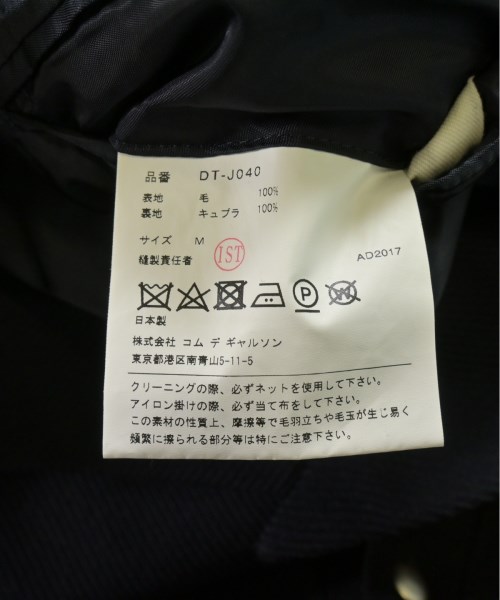 品番 DT-J040
表地 毛 100%
裏地 キュプラ 100%
サイズ M
縫製責任者 IST
AD2017
P
W
日本製
株式会社 コム デ ギャルソン
東京都港区南青山5-11-5
クリーニングの際、必ずネットを使用して下さい。
アイロン掛けの際、必ず当て布をして下さい。
この素材の性質上、摩擦等で毛羽立ちや毛玉が生じ易く
頻繁に擦られる部分等は特にご注意下さい。